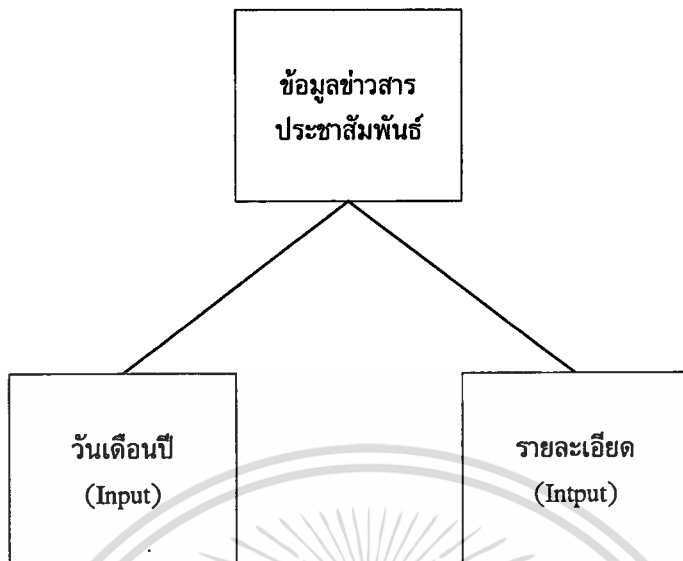 ข้อมูลข่าวสาร
ประชาสัมพันธ์
วันเดือนปี
(Input)
รายละเอียด
(Intput)